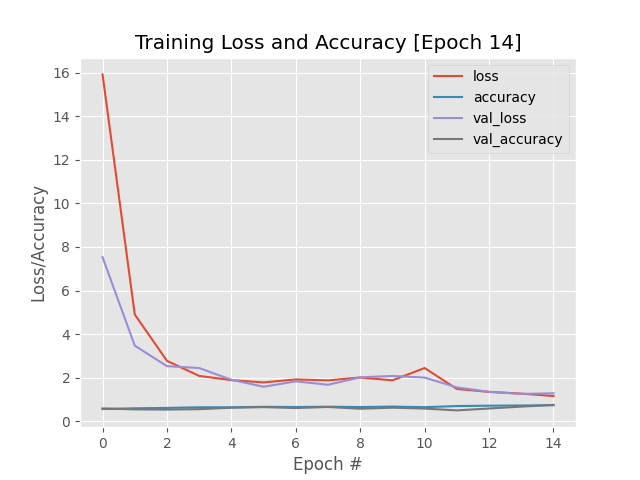 Training Loss and Accuracy [Epoch 14]
loss
accuracy
val_loss
val_accuracy
16
14
12
10
8
6
4
2
0
Loss/Accuracy
0 2 4 6 8 10 12 14
Epoch #